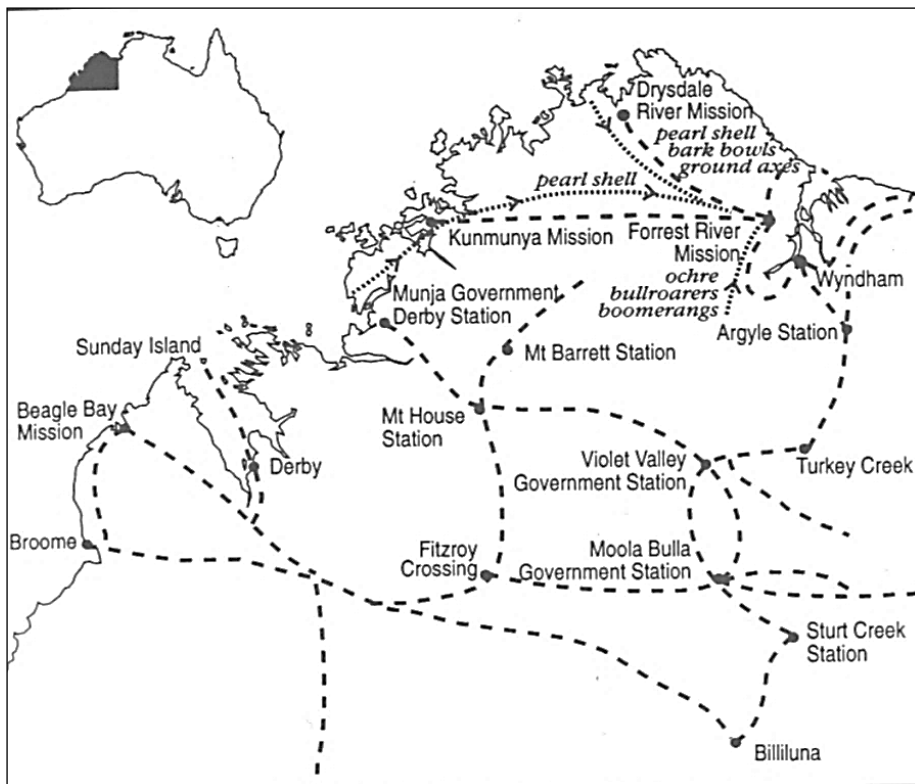 Drysdale
River Mission
pearl shell
bark bowls
ground axes
pearl shell
Kunmunya Mission
Forrest River
Mission
Wyndham
ochre
bullroarers
boomerangs
Munja Government
Derby Station
Argyle Station
Sunday Island
Mt Barrett Station
Beagle Bay
Mission
Mt House
Station
Derby
Violet Valley
Government Station
Turkey Creek
Broome
Fitzroy
Crossing
Moola Bulla
Government Station
Sturt Creek
Station
Billiluna